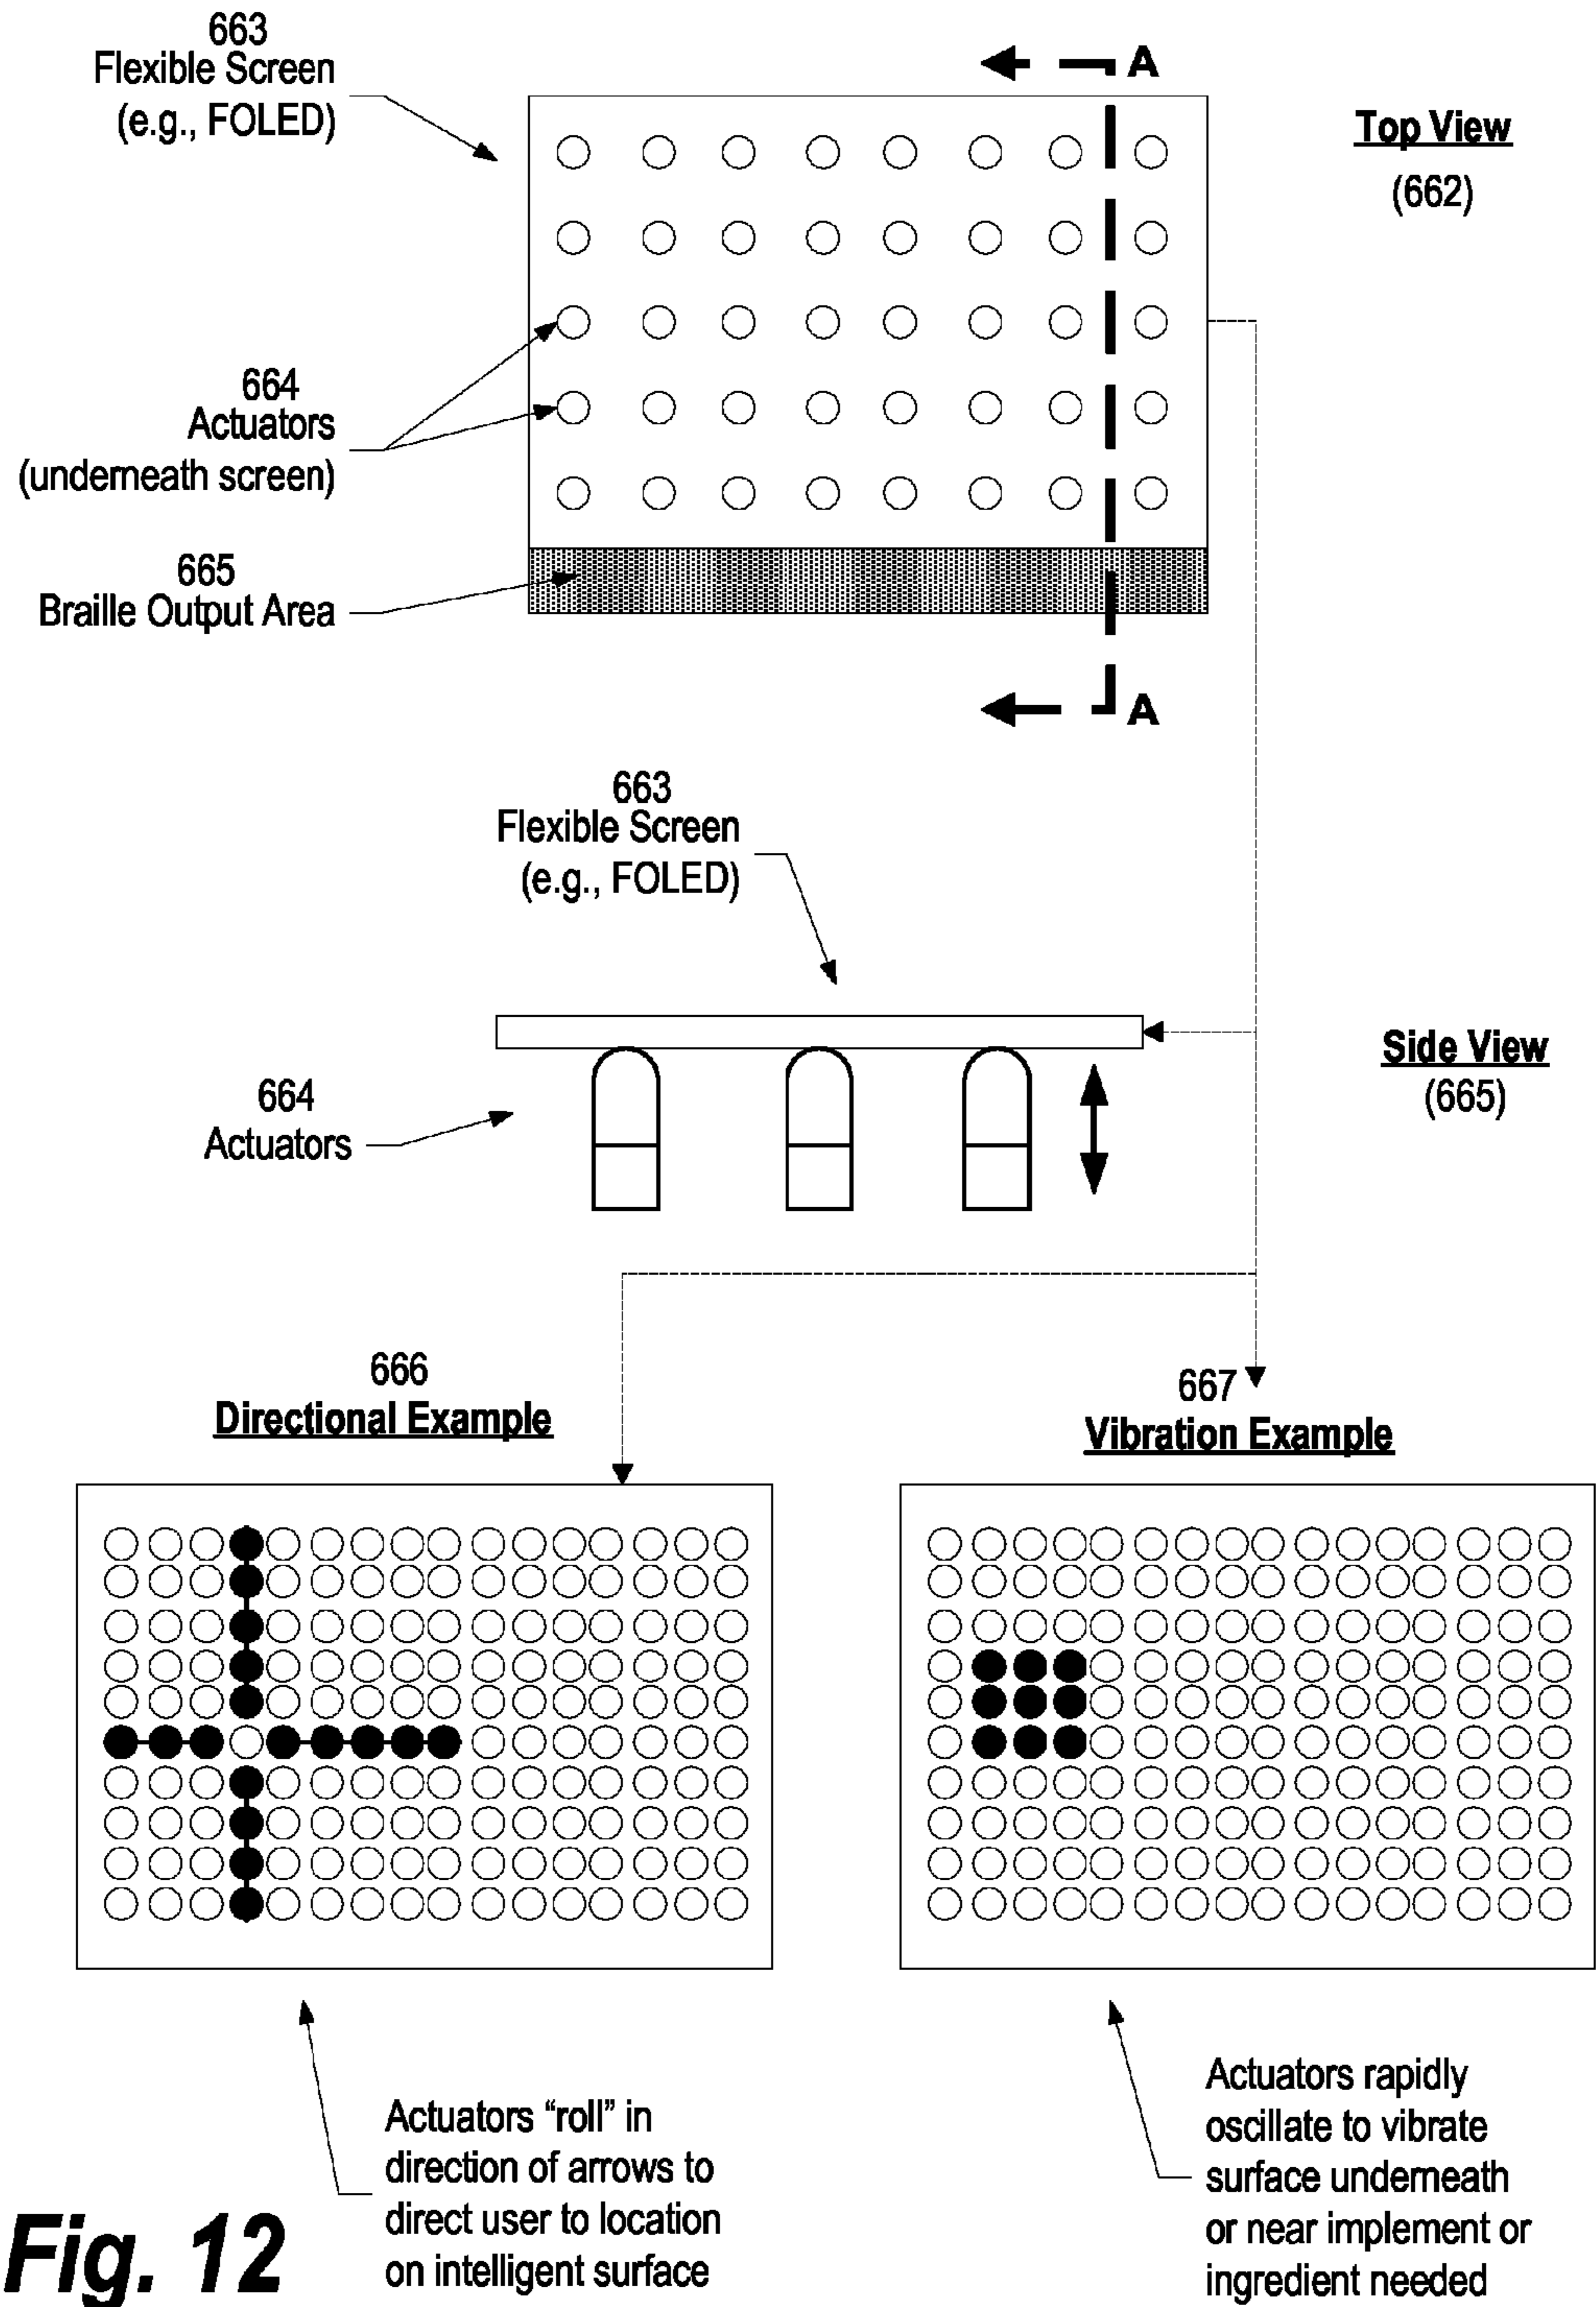 663
Flexible Screen
(e.g., FOLED)
A
Top View
(662)
664
Actuators
(underneath screen)
665
Braille Output Area
A
663
Flexible Screen
(e.g., FOLED)
664
Actuators
Side View
(665)
666
Directional Example
667
Vibration Example
Actuators “roll” in
direction of arrows to
direct user to location
on intelligent surface
Actuators rapidly
oscillate to vibrate
surface underneath
or near implement or
ingredient needed
Fig. 12